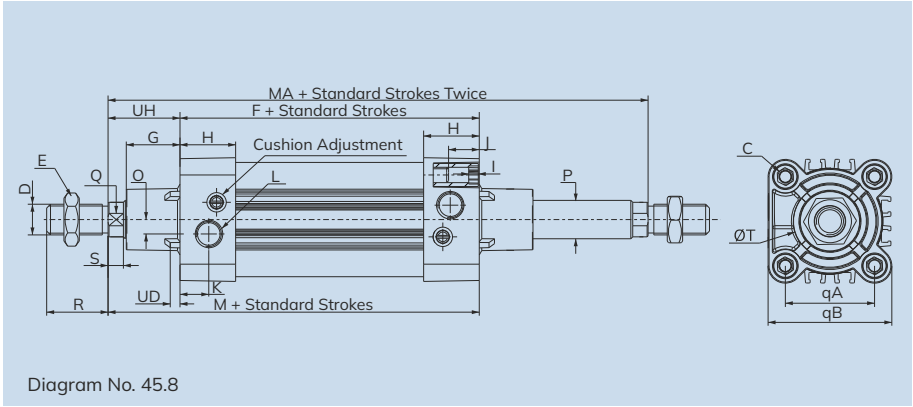 MA + Standard Strokes Twice
UH
F + Standard Strokes
G
H
H
J
I
Cushion Adjustment
E
Q
O
L
P
C
D
ØT
S
K
UD
R
M + Standard Strokes
qA
qB
Diagram No. 45.8